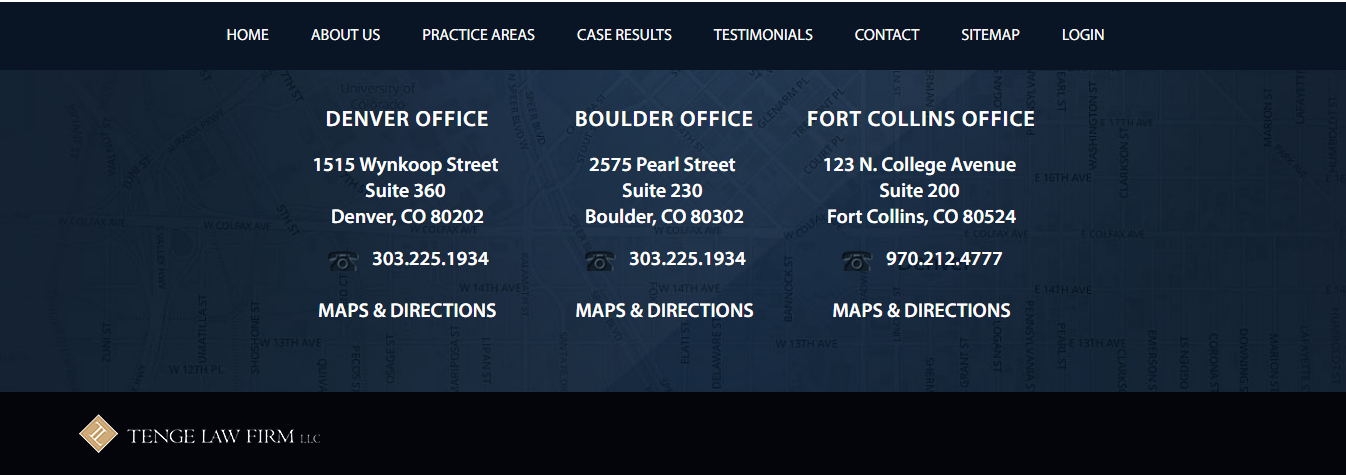 HOME ABOUT US PRACTICE AREAS CASE RESULTS TESTIMONIALS CONTACT SITEMAP LOGIN
DENVER OFFICE
1515 Wynkoop Street
Suite 360
Denver, CO 80202
303.225.1934
MAPS & DIRECTIONS
BOULDER OFFICE
2575 Pearl Street
Suite 230
Boulder, CO 80302
303.225.1934
MAPS & DIRECTIONS
FORT COLLINS OFFICE
123 N. College Avenue
Suite 200
Fort Collins, CO 80524
970.212.4777
MAPS & DIRECTIONS
TENGE LAW FIRM LLC